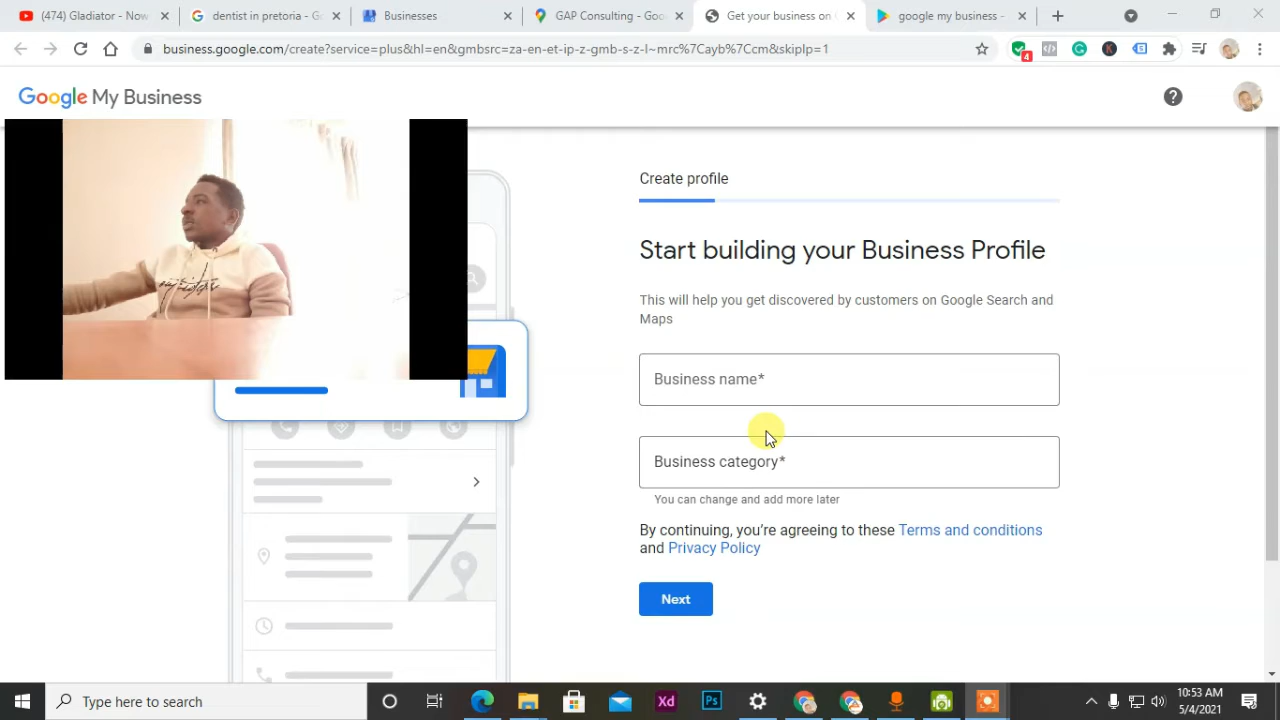 (474) Gladiator - Now
dentist in pretoria - G
Businesses
GAP Consulting - Goo
Get your business on
google my business -
business.google.com/create?service=plus&hl=en&gmbsrc=za-en-et-ip-z-gmb-s-z-l~mrc%7Cayb%7Ccm&skiplp=1
4
Google My Business
Create profile
Start building your Business Profile
This will help you get discovered by customers on Google Search and
Maps
Business name*
Business category*
You can change and add more later
By continuing, you’re agreeing to these Terms and conditions
and Privacy Policy
Next
Type here to search
Xd
Ps
10:53 AM
5/4/2021